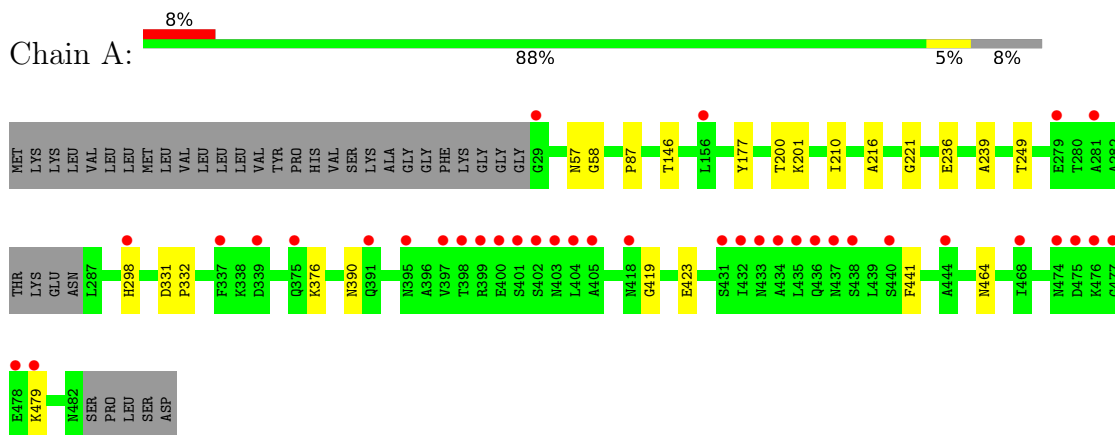 8%
Chain A:
88% 5% 8%
MET LYS LYS LEU VAL LEU LEU MET LEU VAL LEU LEU LEU VAL TYR PRO HIS VAL SER LYS ALA GLY GLY PHE LYS GLY GLY GLY G29 N57 G58 P87 T146 L156 Y177 T200 K201 I210 A216 G221 E236 A239 T249 E279 T280 A281 A282
THR LYS GLU ASN L287 H298 D331 P332 F337 K338 D339 Q375 K376 N390 Q391 N395 A396 V397 T398 R399 E400 S401 S402 N403 L404 A405 N418 G419 E423 S431 I432 N433 A434 L435 Q436 N437 S438 L439 S440 F441 A444 N464 I468 N474 D475 K476
E478 K479 N482 SER PRO LEU SER ASP